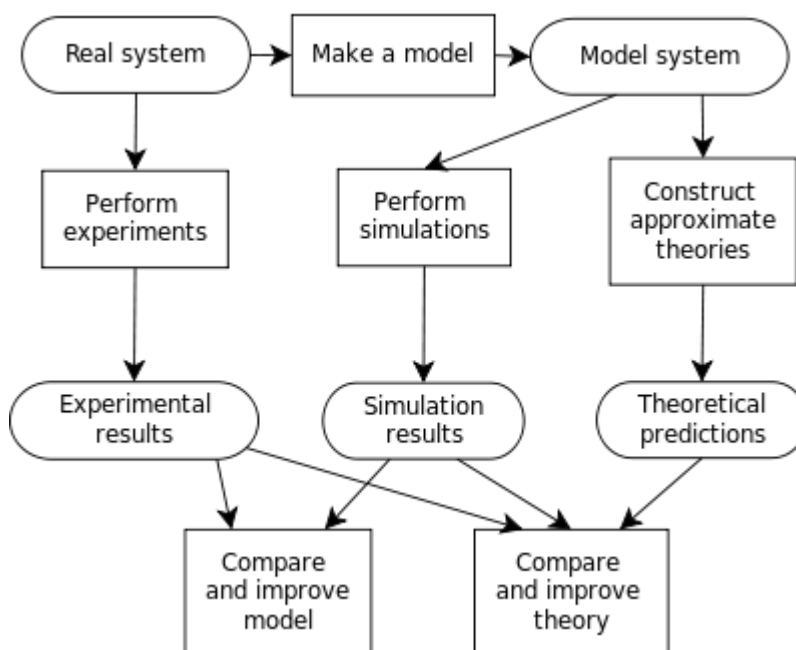 Real system
Make a model
Model system
Perform
experiments
Perform
simulations
Construct
approximate
theories
Experimental
results
Simulation
results
Theoretical
predictions
Compare
and improve
model
Compare
and improve
theory